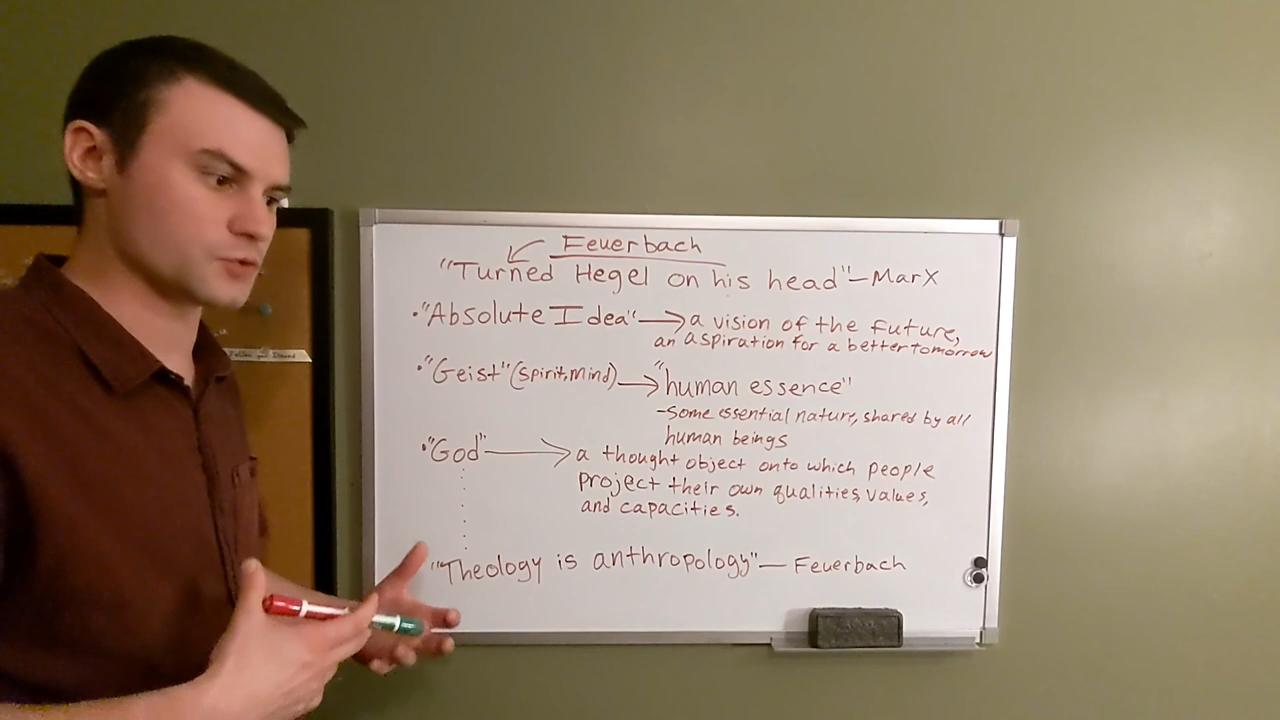 Feuerbach
"Turned Hegel on his head"—Marx
•"Absolute Idea"→a vision of the future,
an aspiration for a better tomorrow
•"Geist"(spirit,mind)→"human essence"
-some essential nature, shared by all
human beings
•"God"→a thought object onto which people
project their own qualities, values,
and capacities.
"Theology is anthropology"—Feuerbach